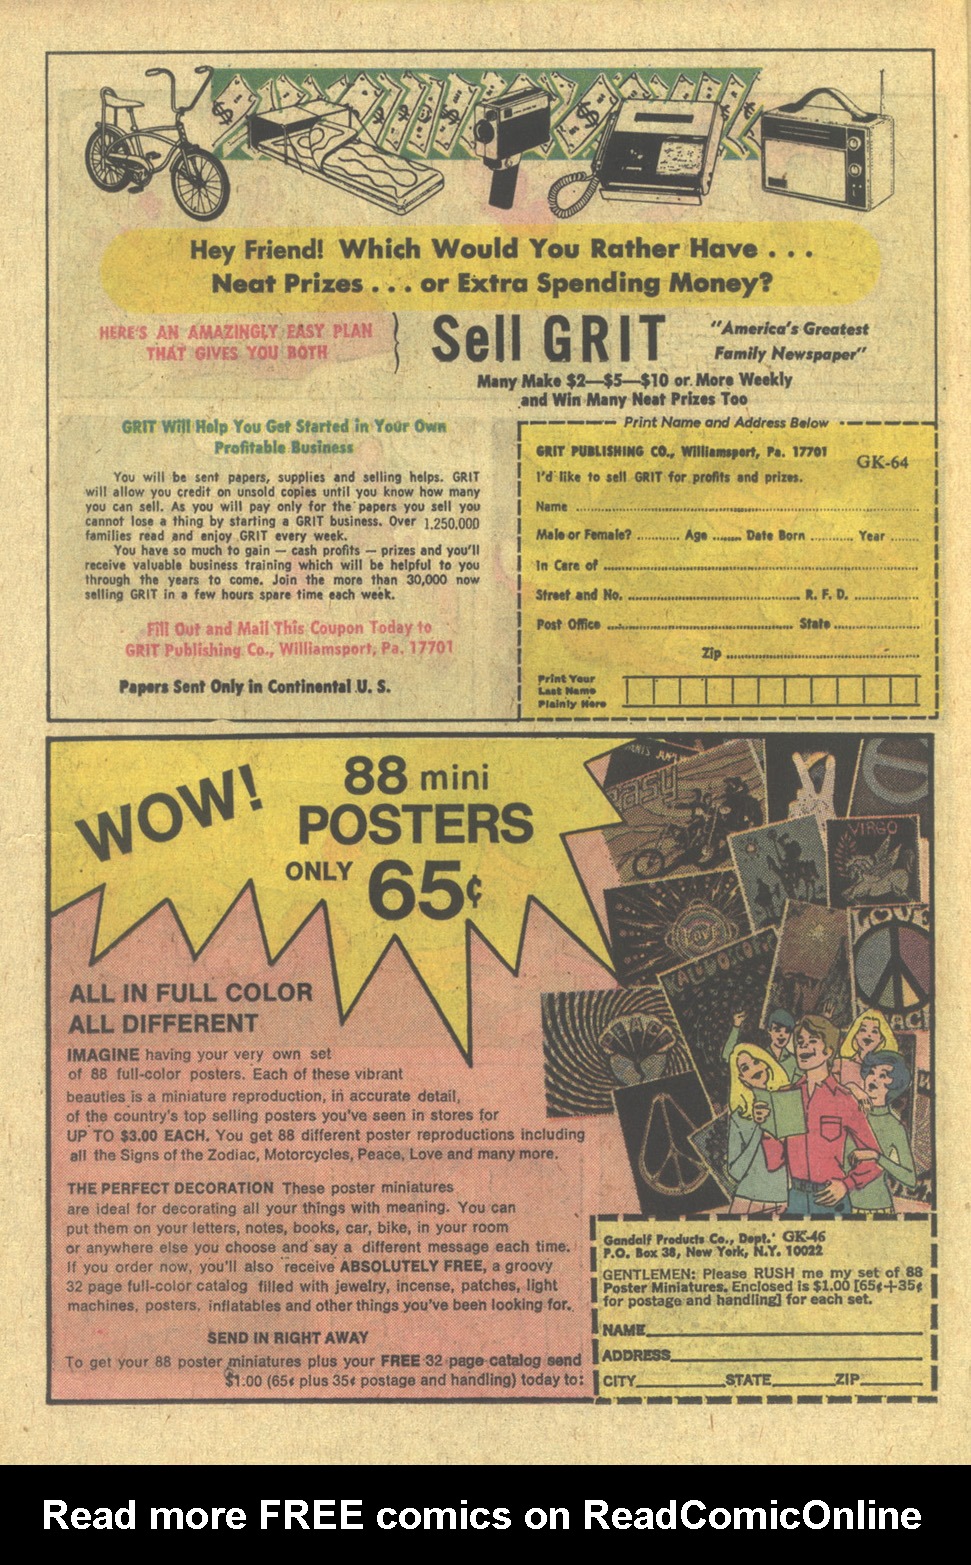 Hey Friend! Which Would You Rather Have . . .
Neat Prizes . . . or Extra Spending Money?
HERE'S AN AMAZINGLY EASY PLAN
THAT GIVES YOU BOTH
Sell GRIT
"America's Greatest
Family Newspaper"
Many Make $2—$5—$10 or More Weekly
and Win Many Neat Prizes Too
GRIT Will Help You Get Started in Your Own
Profitable Business
You will be sent papers, supplies and selling helps. GRIT
will allow you credit on unsold copies until you know how many
you can sell. As you will pay only for the papers you sell you
cannot lose a thing by starting a GRIT business. Over 1,250,000
families read and enjoy GRIT every week.
You have so much to gain — cash profits — prizes and you'll
receive valuable business training which will be helpful to you
through the years to come. Join the more than 30,000 now
selling GRIT in a few hours spare time each week.
Fill Out and Mail This Coupon Today to
GRIT Publishing Co., Williamsport, Pa. 17701
Papers Sent Only in Continental U. S.
Print Name and Address Below
GRIT PUBLISHING CO., Williamsport, Pa. 17701
GK-64
I'd like to sell GRIT for profits and prizes.
Name
Male or Female? Age Date Born Year
In Care of
Street and No. R. F. D.
Post Office State
Zip
Print Your
Last Name
Plainly Here
WOW!
88 mini
POSTERS
ONLY 65¢
easy
VIRGO
LOVE
LOVE
ALL IN FULL COLOR
ALL DIFFERENT
IMAGINE having your very own set
of 88 full-color posters. Each of these vibrant
beauties is a miniature reproduction, in accurate detail,
of the country's top selling posters you've seen in stores for
UP TO $3.00 EACH. You get 88 different poster reproductions including
all the Signs of the Zodiac, Motorcycles, Peace, Love and many more.
THE PERFECT DECORATION These poster miniatures
are ideal for decorating all your things with meaning. You can
put them on your letters, notes, books, car, bike, in your room
or anywhere else you choose and say a different message each time.
If you order now, you'll also receive ABSOLUTELY FREE, a groovy
32 page full-color catalog filled with jewelry, incense, patches, light
machines, posters, inflatables and other things you've been looking for.
SEND IN RIGHT AWAY
To get your 88 poster miniatures plus your FREE 32 page catalog send
$1.00 (65¢ plus 35¢ postage and handling) today to:
Gandalf Products Co., Dept. GK-46
P.O. Box 38, New York, N.Y. 10022
GENTLEMEN: Please RUSH me my set of 88
Poster Miniatures. Enclosed is $1.00 [65¢+35¢
for postage and handling] for each set.
NAME
ADDRESS
CITY STATE ZIP
Read more FREE comics on ReadComicOnline